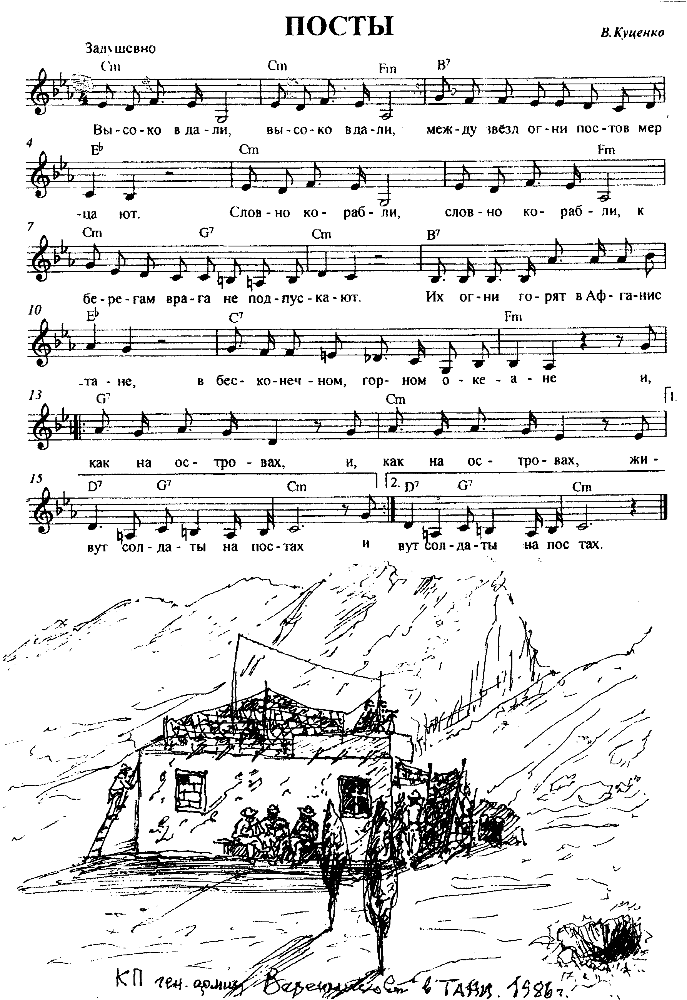 ПОСТЫ
В.Куценко
Задушевно
Cm Cm Fm B7
4/4
Вы-со-ко в да-ли, вы-со-ко в да-ли, меж-ду звёзд ог-ни пос-тов мер
4
E♭ Cm Fm
-ца ют. Слов-но ко-раб-ли, слов-но ко-раб-ли, к
7
Cm G7 Cm B7
бе-ре-гам вра-га не под-пус-ка-ют. Их ог-ни го-рят в Аф-га-нис
10
E♭ C7 Fm
-та-не, в бес-ко-неч-ном, гор-ном о-ке-а-не и,
13
G7 Cm 1.
как на ос-тро-вах, и, как на ос-тро-вах, жи-
15
D7 G7 Cm 2. D7 G7 Cm
вут сол-да-ты на пос-тах и вут сол-да-ты на пос тах.
КП ген. армии Варенникова в ТАНИ. 1986г.